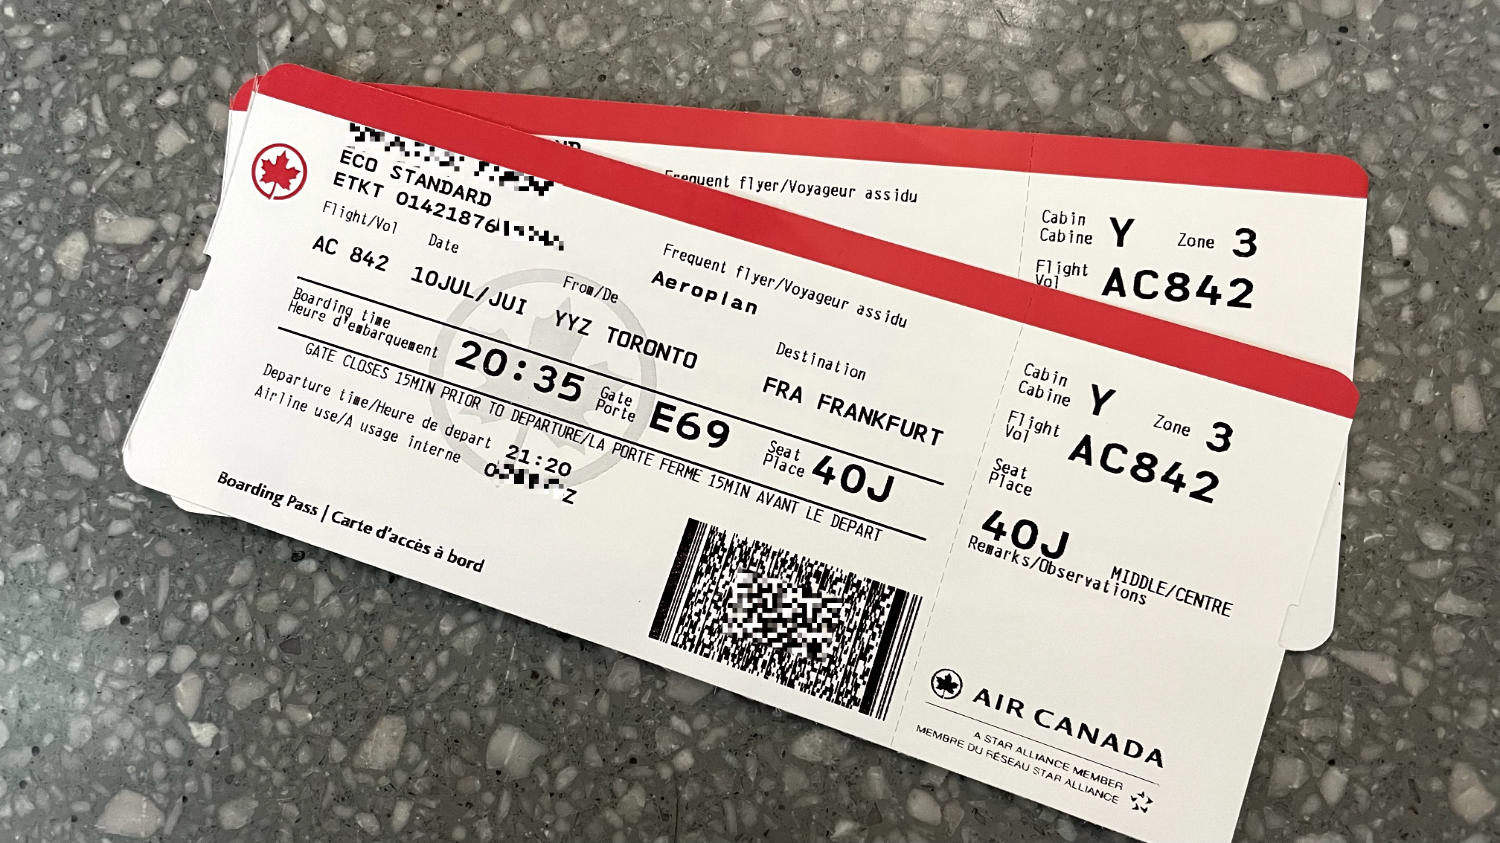 Frequent flyer/Voyageur assidu
Cabin
Cabine
Y
Zone 3
Flight
Vol
AC842
ECO STANDARD
ETKT 01421876
Flight/Vol
Date
From/De
Frequent flyer/Voyageur assidu
Aeroplan
AC 842
10JUL/JUI
YYZ TORONTO
Destination
FRA FRANKFURT
Boarding time
Heure d'embarquement
20:35
Gate
Porte
E69
Seat
Place
40J
GATE CLOSES 15MIN PRIOR TO DEPARTURE/LA PORTE FERME 15MIN AVANT LE DEPART
Departure time/Heure de depart 21:20
Airline use/A usage interne
Boarding Pass | Carte d'accès à bord
Cabin
Cabine
Y
Zone 3
Flight
Vol
AC842
Seat
Place
40J
Remarks/Observations
MIDDLE/CENTRE
AIR CANADA
A STAR ALLIANCE MEMBER
MEMBRE DU RÉSEAU STAR ALLIANCE